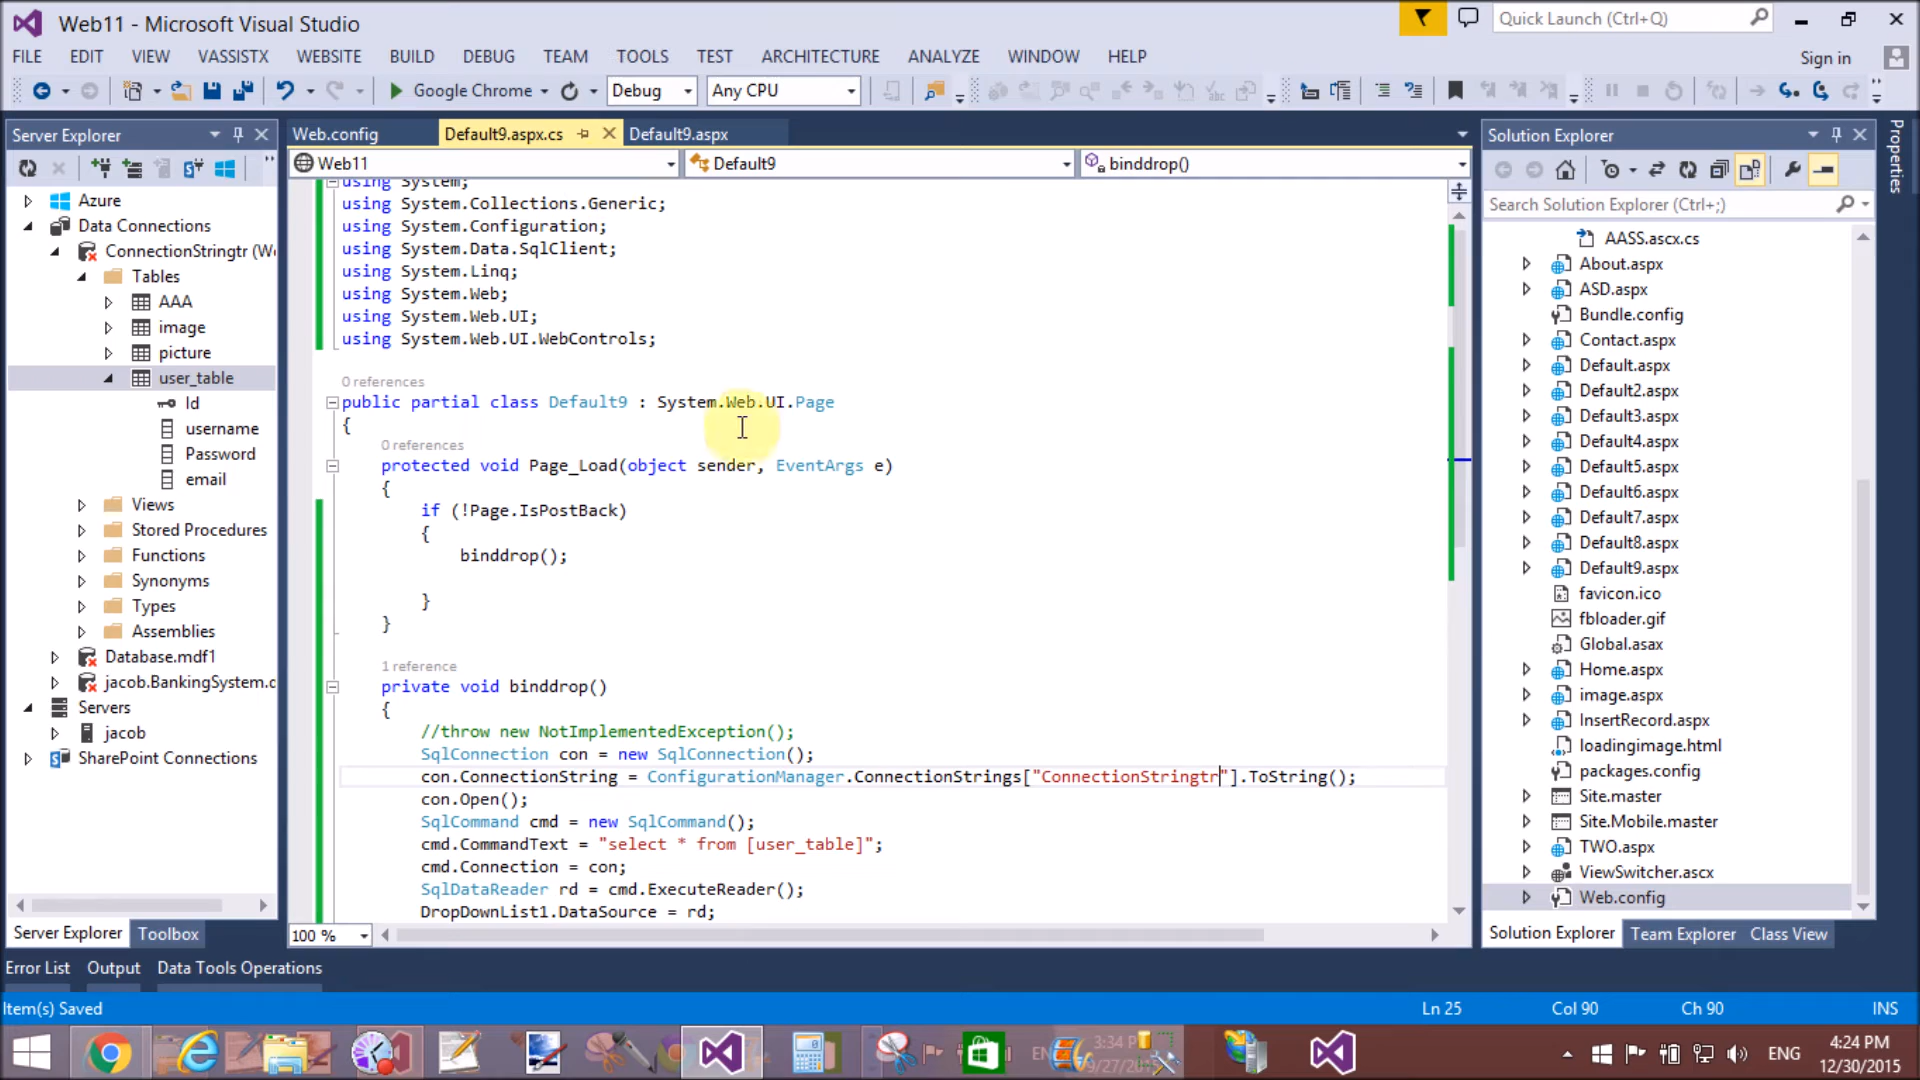 Web11 - Microsoft Visual Studio
Quick Launch (Ctrl+Q)
FILE EDIT VIEW VASSISTX WEBSITE BUILD DEBUG TEAM TOOLS TEST ARCHITECTURE ANALYZE WINDOW HELP
Sign in
Google Chrome Debug Any CPU
Server Explorer
Azure
Data Connections
ConnectionStringtr (W
Tables
AAA
image
picture
user_table
Id
username
Password
email
Views
Stored Procedures
Functions
Synonyms
Types
Assemblies
Database.mdf1
jacob.BankingSystem.c
Servers
jacob
SharePoint Connections
Server Explorer Toolbox
Web.config Default9.aspx.cs Default9.aspx
Web11 Default9 binddrop()
using System;
using System.Collections.Generic;
using System.Configuration;
using System.Data.SqlClient;
using System.Linq;
using System.Web;
using System.Web.UI;
using System.Web.UI.WebControls;
0 references
public partial class Default9 : System.Web.UI.Page
{
0 references
protected void Page_Load(object sender, EventArgs e)
{
if (!Page.IsPostBack)
{
binddrop();
}
}
1 reference
private void binddrop()
{
//throw new NotImplementedException();
SqlConnection con = new SqlConnection();
con.ConnectionString = ConfigurationManager.ConnectionStrings["ConnectionStringtr"].ToString();
con.Open();
SqlCommand cmd = new SqlCommand();
cmd.CommandText = "select * from [user_table]";
cmd.Connection = con;
SqlDataReader rd = cmd.ExecuteReader();
DropDownList1.DataSource = rd;
100 %
Solution Explorer
Search Solution Explorer (Ctrl+;)
AASS.ascx.cs
About.aspx
ASD.aspx
Bundle.config
Contact.aspx
Default.aspx
Default2.aspx
Default3.aspx
Default4.aspx
Default5.aspx
Default6.aspx
Default7.aspx
Default8.aspx
Default9.aspx
favicon.ico
fbloader.gif
Global.asax
Home.aspx
image.aspx
InsertRecord.aspx
loadingimage.html
packages.config
Site.master
Site.Mobile.master
TWO.aspx
ViewSwitcher.ascx
Web.config
Solution Explorer Team Explorer Class View
Properties
Error List Output Data Tools Operations
Item(s) Saved Ln 25 Col 90 Ch 90 INS
3:34 PM
9/27/20
ENG
4:24 PM
12/30/2015